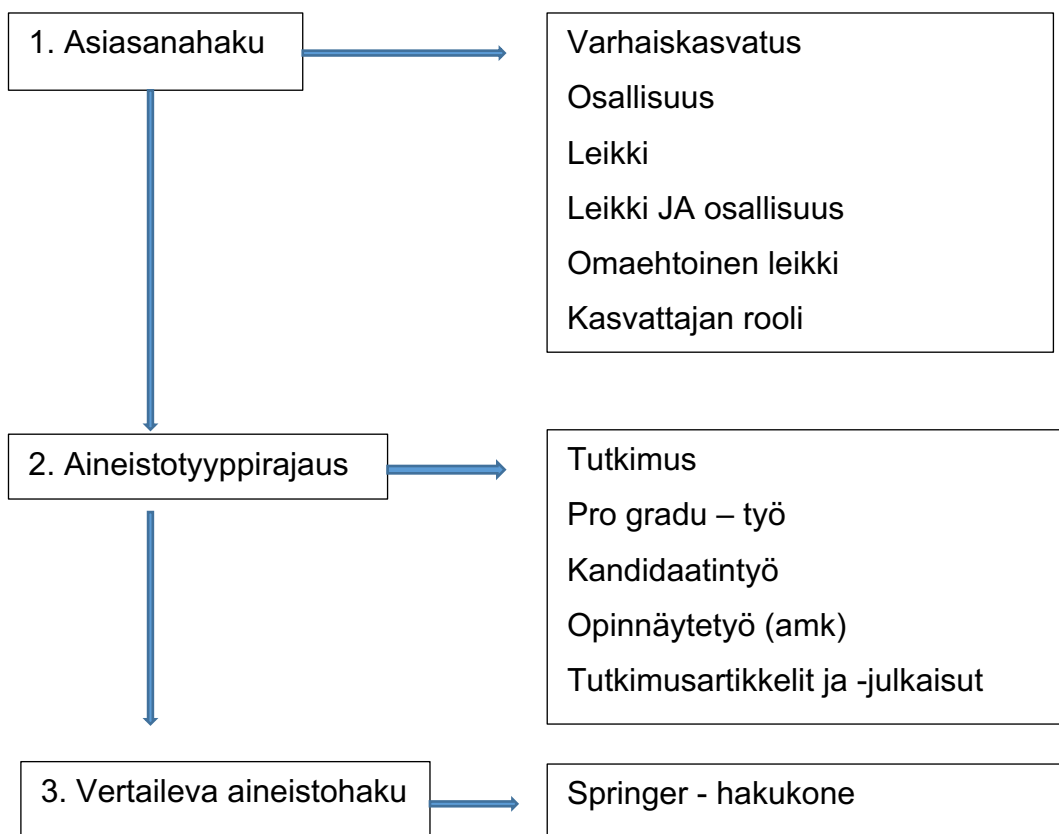 1. Asiasanahaku
Varhaiskasvatus
Osallisuus
Leikki
Leikki JA osallisuus
Omaehtoinen leikki
Kasvattajan rooli
2. Aineistotyyppirajaus
Tutkimus
Pro gradu – työ
Kandidaatintyö
Opinnäytetyö (amk)
Tutkimusartikkelit ja -julkaisut
3. Vertaileva aineistohaku
Springer - hakukone